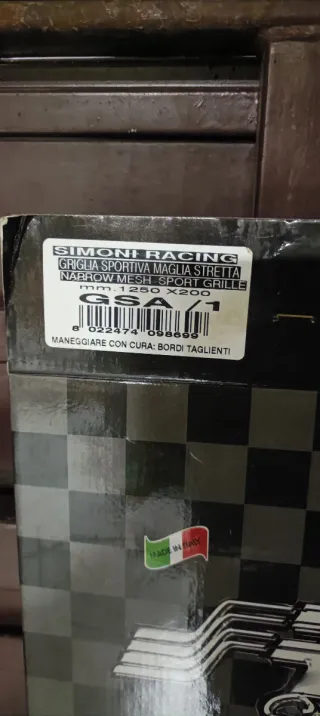 SIMONI RACING
GRIGLIA SPORTIVA MAGLIA STRETTA
NARROW MESH SPORT GRILLE
mm.1250 X200
GSA/1
8 022474 098699
MANEGGIARE CON CURA: BORDI TAGLIENTI
MADE IN ITALY